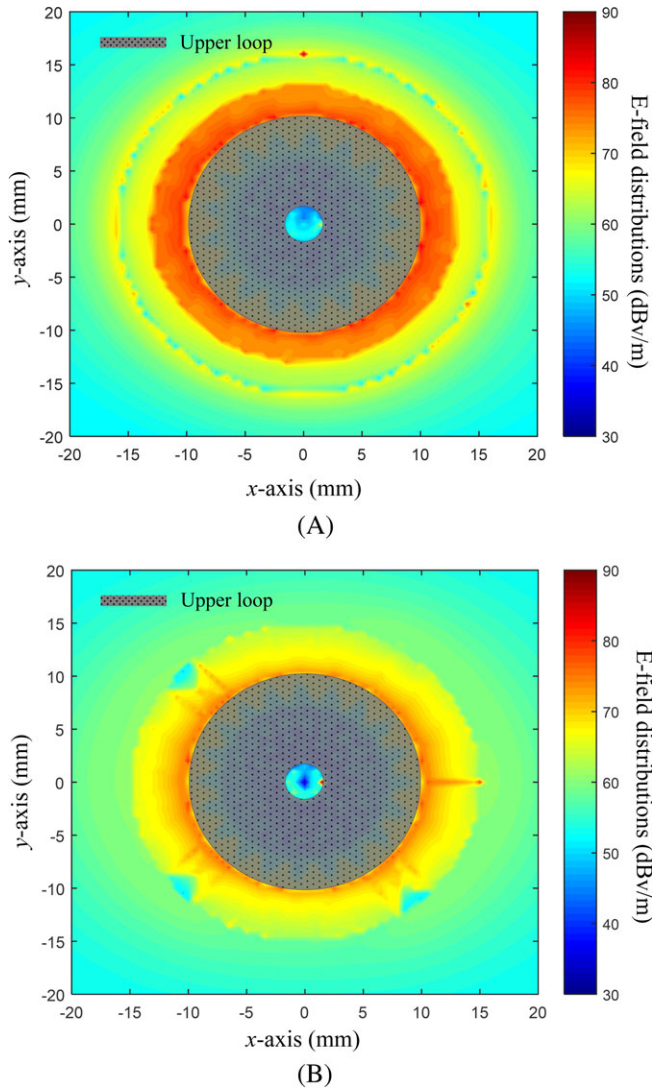 20
15
10
5
0
-5
-10
-15
-20
y-axis (mm)
Upper loop
-20 -15 -10 -5 0 5 10 15 20
x-axis (mm)
90
80
70
60
50
40
30
E-field distributions (dBv/m)
(A)
20
15
10
5
0
-5
-10
-15
-20
y-axis (mm)
Upper loop
-20 -15 -10 -5 0 5 10 15 20
x-axis (mm)
90
80
70
60
50
40
30
E-field distributions (dBv/m)
(B)